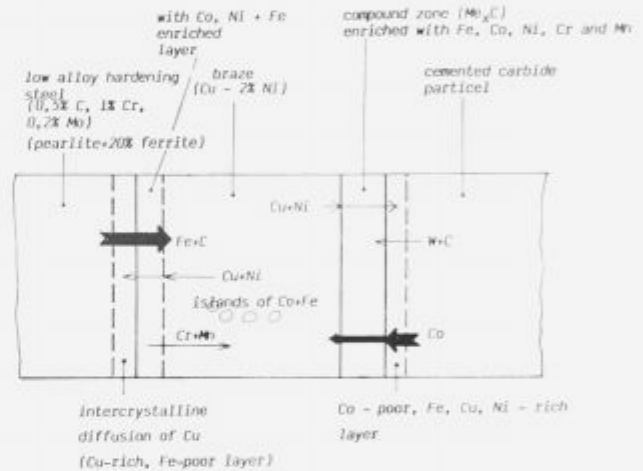 with Co, Ni + Fe
enriched
layer
compound zone (MexC)
enriched with Fe, Co, Ni, Cr and Mn
low alloy hardening
steel
(0,5% C, 1% Cr,
0,2% Mo)
(pearlite+20% ferrite)
braze
(Cu - 2% Ni)
cemented carbide
particel
Cu+Ni
Fe+C
W+C
Cu+Ni
islands of Co+Fe
Cr+Mn
Co
intercrystalline
diffusion of Cu
(Cu-rich, Fe-poor layer)
Co - poor, Fe, Cu, Ni - rich
layer